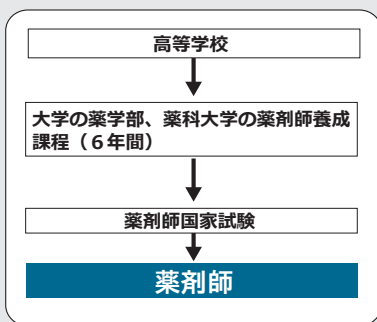 高等学校
大学の薬学部、薬科大学の薬剤師養成
課程（６年間）
薬剤師国家試験
薬剤師